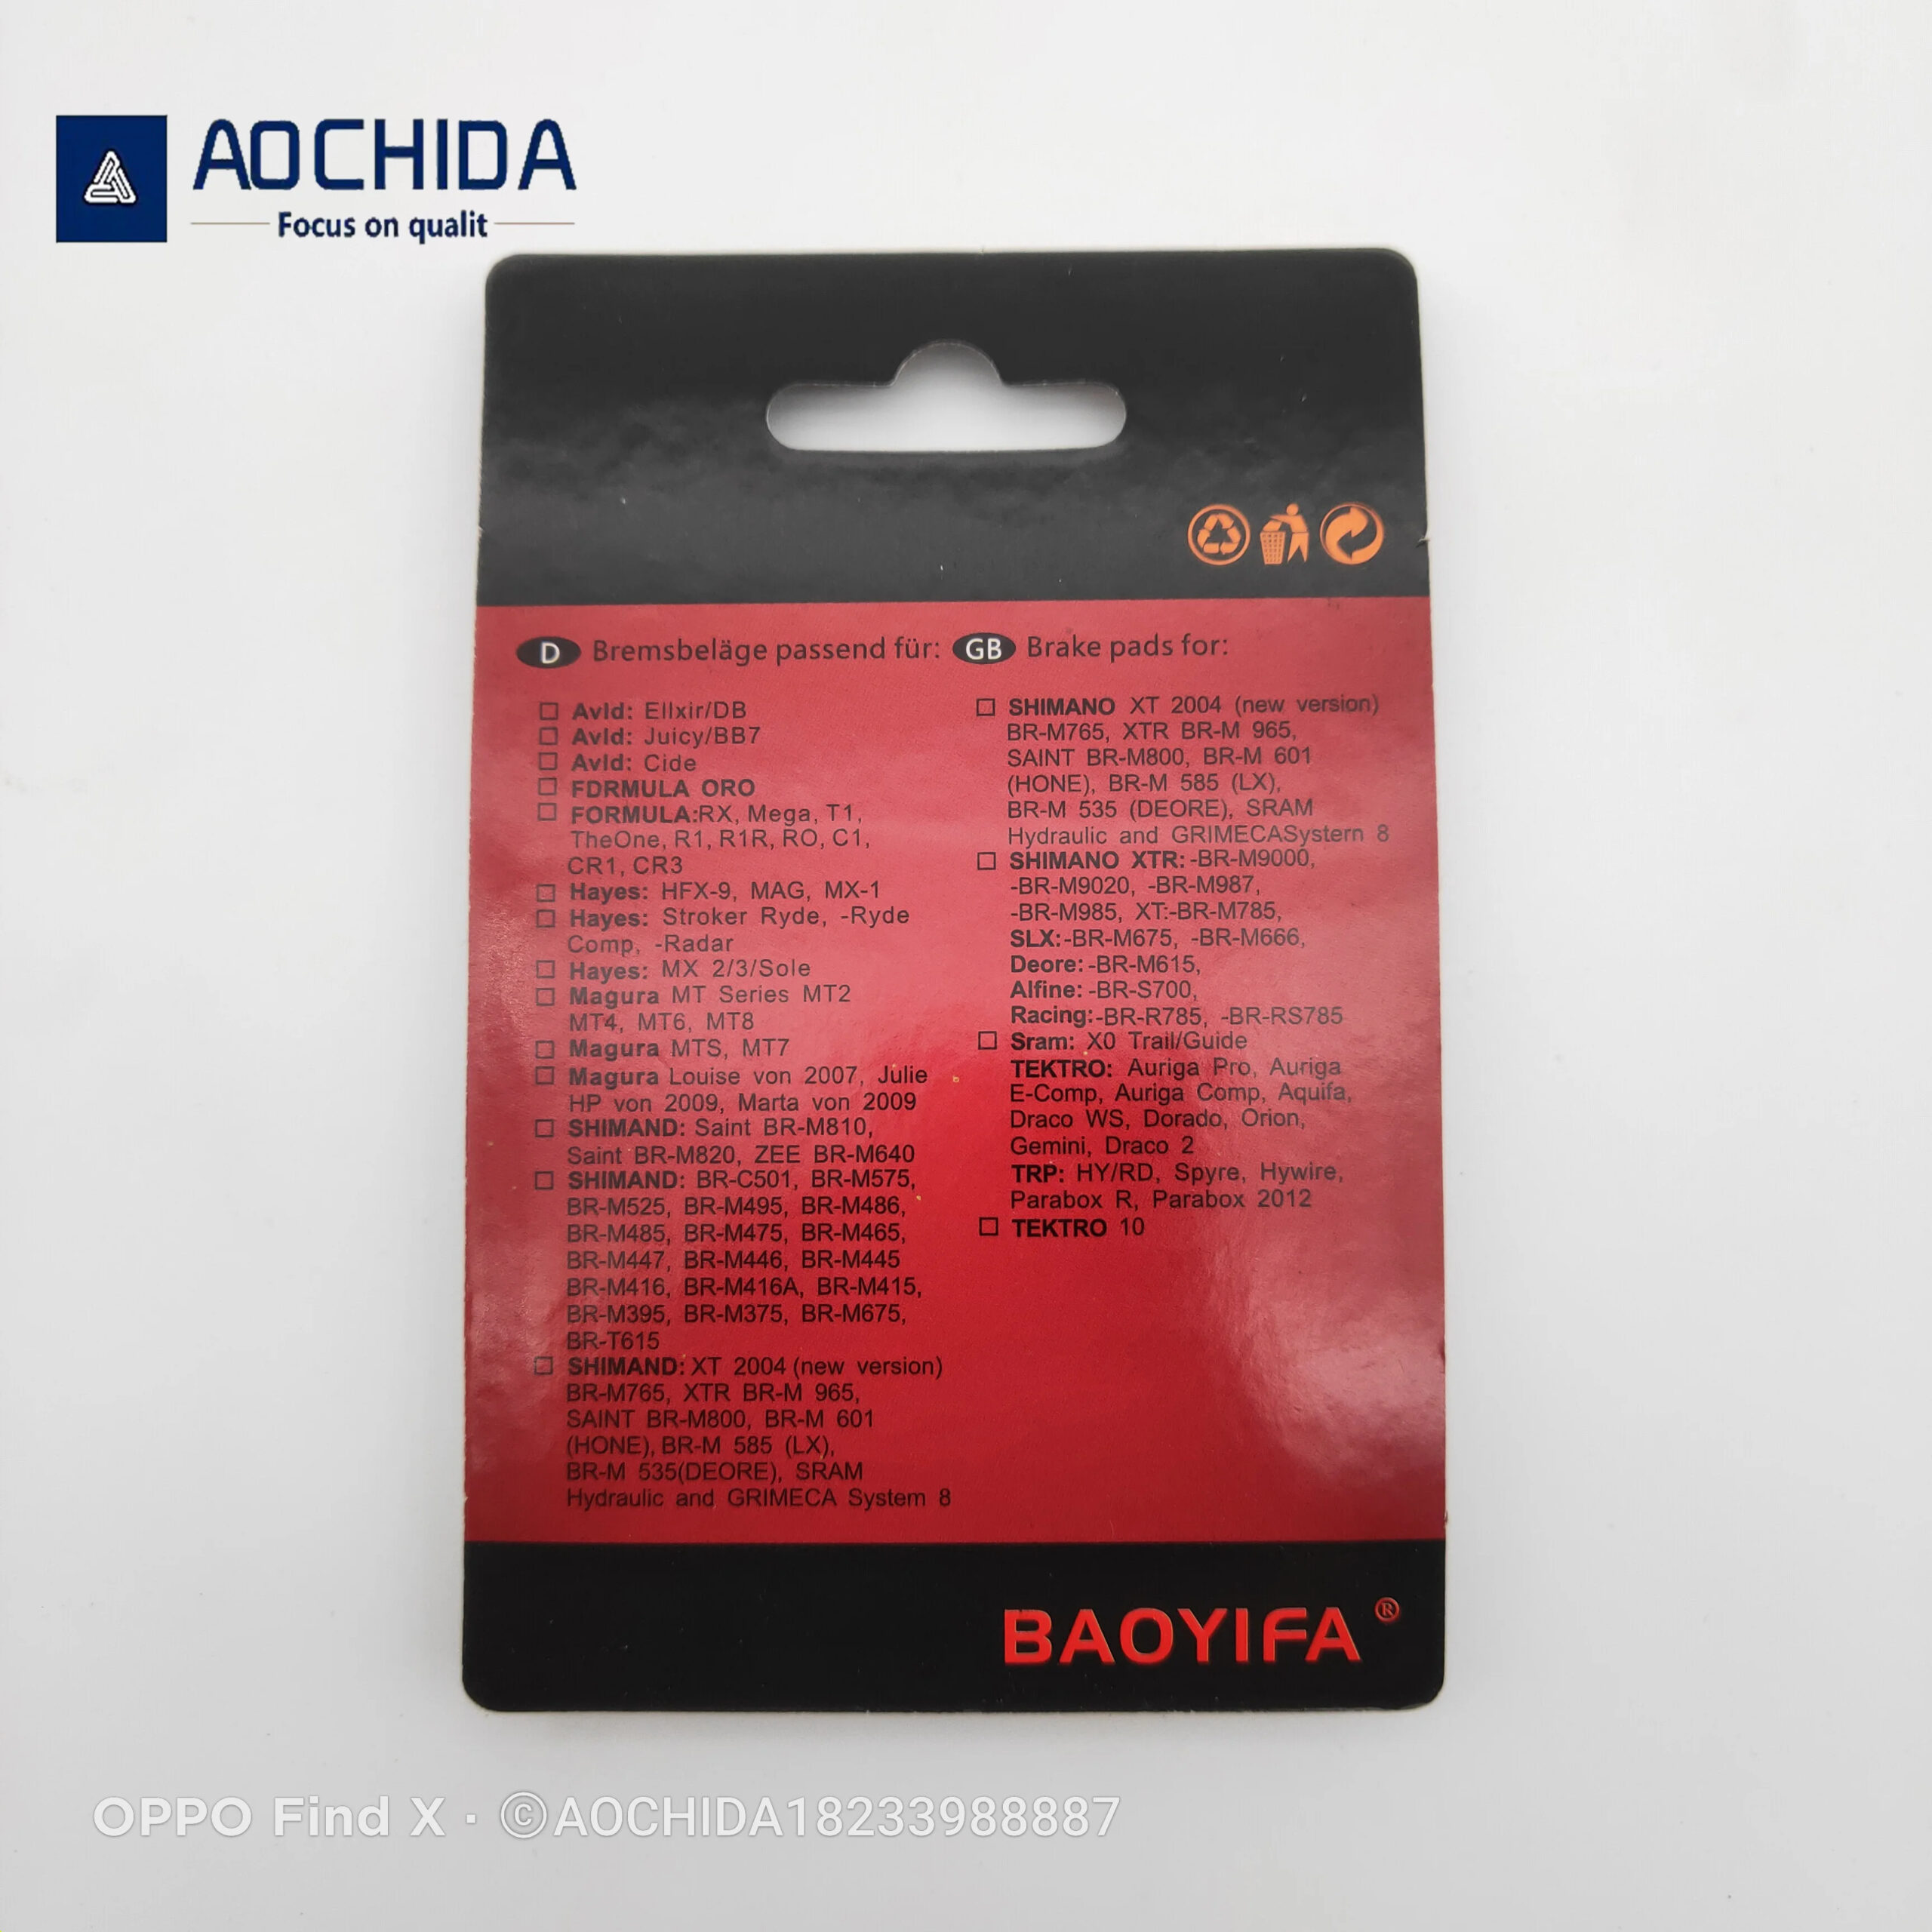 AOCHIDA
Focus on qualit
D Bremsbeläge passend für:
Avld: Ellxir/DB
Avld: Juicy/BB7
Avld: Cide
FDRMULA ORO
FORMULA:RX, Mega, T1,
TheOne, R1, R1R, RO, C1,
CR1, CR3
Hayes: HFX-9, MAG, MX-1
Hayes: Stroker Ryde, -Ryde
Comp, -Radar
Hayes: MX 2/3/Sole
Magura MT Series MT2
MT4, MT6, MT8
Magura MTS, MT7
Magura Louise von 2007, Julie
HP von 2009, Marta von 2009
SHIMAND: Saint BR-M810,
Saint BR-M820, ZEE BR-M640
SHIMAND: BR-C501, BR-M575,
BR-M525, BR-M495, BR-M486,
BR-M485, BR-M475, BR-M465,
BR-M447, BR-M446, BR-M445
BR-M416, BR-M416A, BR-M415,
BR-M395, BR-M375, BR-M675,
BR-T615
SHIMAND: XT 2004 (new version)
BR-M765, XTR BR-M 965,
SAINT BR-M800, BR-M 601
(HONE), BR-M 585 (LX),
BR-M 535(DEORE), SRAM
Hydraulic and GRIMECA System 8
GB Brake pads for:
SHIMANO XT 2004 (new version)
BR-M765, XTR BR-M 965,
SAINT BR-M800, BR-M 601
(HONE), BR-M 585 (LX),
BR-M 535 (DEORE), SRAM
Hydraulic and GRIMECASystern 8
SHIMANO XTR: -BR-M9000,
-BR-M9020, -BR-M987,
-BR-M985, XT:-BR-M785,
SLX:-BR-M675, -BR-M666,
Deore: -BR-M615,
Alfine: -BR-S700,
Racing:-BR-R785, -BR-RS785
Sram: X0 Trail/Guide
TEKTRO: Auriga Pro, Auriga
E-Comp, Auriga Comp, Aquifa,
Draco WS, Dorado, Orion,
Gemini, Draco 2
TRP: HY/RD, Spyre, Hywire,
Parabox R, Parabox 2012
TEKTRO 10
BAOYIFA®
OPPO Find X · ©AOCHIDA18233988887